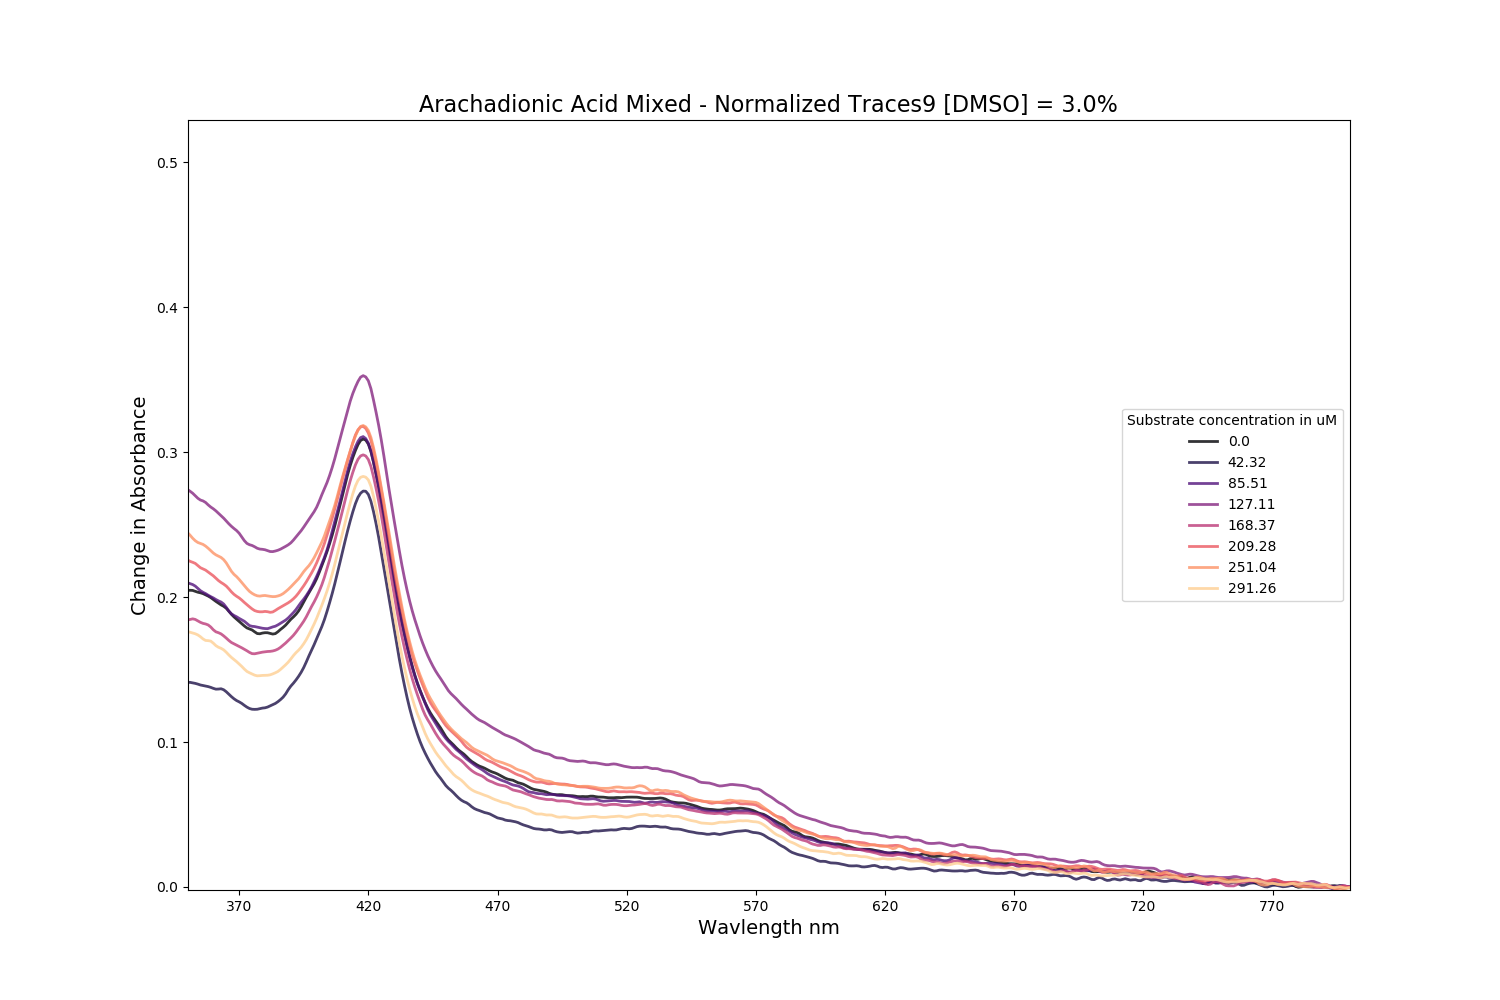 Arachadionic Acid Mixed - Normalized Traces9 [DMSO] = 3.0%
Change in Absorbance
0.5
0.4
0.3
0.2
0.1
0.0
Substrate concentration in uM
0.0
42.32
85.51
127.11
168.37
209.28
251.04
291.26
370 420 470 520 570 620 670 720 770
Wavlength nm